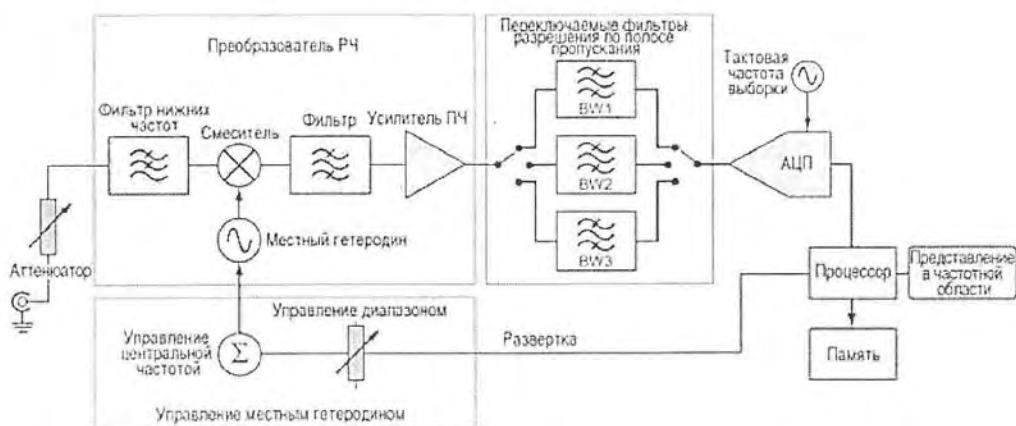 Преобразователь РЧ
Переключаемые фильтры
разрешения по полосе
пропускания
Тактовая
частота
выборки
Фильтр нижних
частот
Смеситель
Фильтр
Усилитель ПЧ
BW1
BW2
BW3
АЦП
Местный гетеродин
Аттенюатор
Процессор
Представление
в частотной
области
Память
Управление диапазоном
Управление
центральной
частотой
Σ
Развертка
Управление местным гетеродином